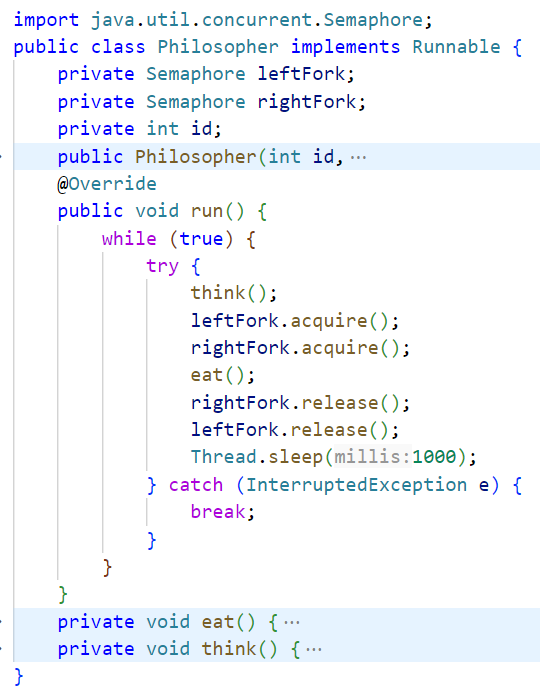 import java.util.concurrent.Semaphore;
public class Philosopher implements Runnable {
    private Semaphore leftFork;
    private Semaphore rightFork;
    private int id;
    public Philosopher(int id, ···
    @Override
    public void run() {
        while (true) {
            try {
                think();
                leftFork.acquire();
                rightFork.acquire();
                eat();
                rightFork.release();
                leftFork.release();
                Thread.sleep(millis:1000);
            } catch (InterruptedException e) {
                break;
            }
        }
    }
    private void eat() { ···
    private void think() { ···
}